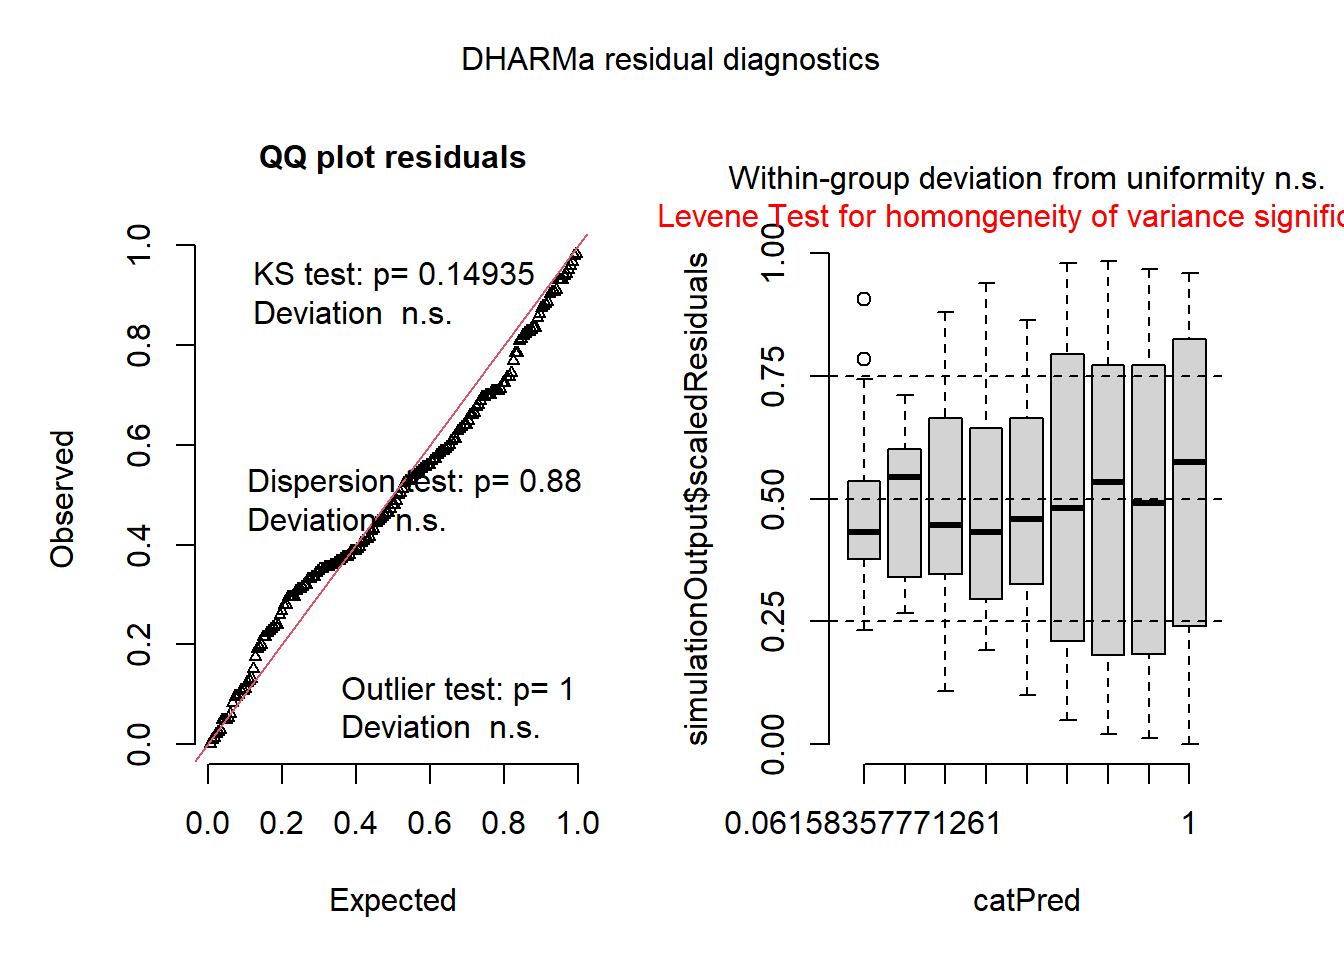 DHARMa residual diagnostics
QQ plot residuals
KS test: p= 0.14935
Deviation n.s.
Dispersion test: p= 0.88
Deviation n.s.
Outlier test: p= 1
Deviation n.s.
Observed
0.0 0.2 0.4 0.6 0.8 1.0
0.0 0.2 0.4 0.6 0.8 1.0
Expected
Within-group deviation from uniformity n.s.
Levene Test for homongeneity of variance signific
simulationOutput$scaledResiduals
0.00 0.25 0.50 0.75 1.00
0.06158357771261 1
catPred